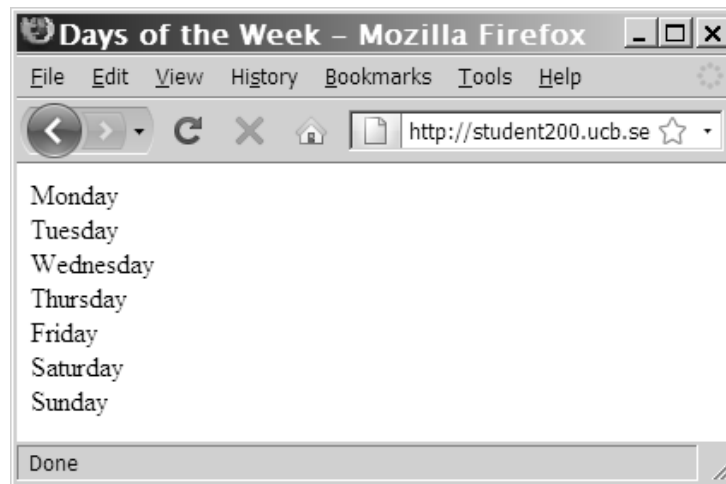 Days of the Week – Mozilla Firefox
File Edit View History Bookmarks Tools Help
http://student200.ucb.se
Monday
Tuesday
Wednesday
Thursday
Friday
Saturday
Sunday
Done